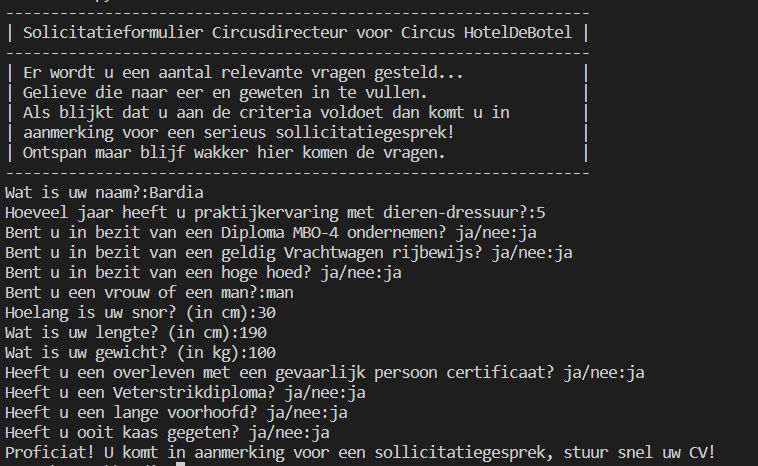 -----------------------------------------------------------
| Solicitatieformulier Circusdirecteur voor Circus HotelDeBotel |
-----------------------------------------------------------
| Er wordt u een aantal relevante vragen gesteld... |
| Gelieve die naar eer en geweten in te vullen. |
| Als blijkt dat u aan de criteria voldoet dan komt u in |
| aanmerking voor een serieus sollicitatiegesprek! |
| Ontspan maar blijf wakker hier komen de vragen. |
-----------------------------------------------------------
Wat is uw naam?:Bardia
Hoeveel jaar heeft u praktijkervaring met dieren-dressuur?:5
Bent u in bezit van een Diploma MBO-4 ondernemen? ja/nee:ja
Bent u in bezit van een geldig Vrachtwagen rijbewijs? ja/nee:ja
Bent u in bezit van een hoge hoed? ja/nee:ja
Bent u een vrouw of een man?:man
Hoelang is uw snor? (in cm):30
Wat is uw lengte? (in cm):190
Wat is uw gewicht? (in kg):100
Heeft u een overleven met een gevaarlijk persoon certificaat? ja/nee:ja
Heeft u een Veterstrikdiploma? ja/nee:ja
Heeft u een lange voorhoofd? ja/nee:ja
Heeft u ooit kaas gegeten? ja/nee:ja
Proficiat! U komt in aanmerking voor een sollicitatiegesprek, stuur snel uw CV!